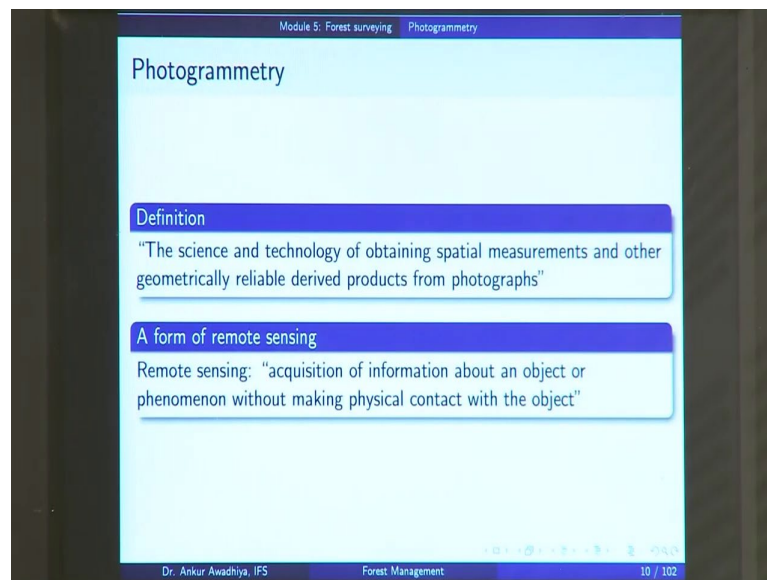 Module 5: Forest surveying Photogrammetry
Photogrammetry
Definition
“The science and technology of obtaining spatial measurements and other
geometrically reliable derived products from photographs”
A form of remote sensing
Remote sensing: “acquisition of information about an object or
phenomenon without making physical contact with the object”
Dr. Ankur Awadhiya, IFS Forest Management 10 / 102